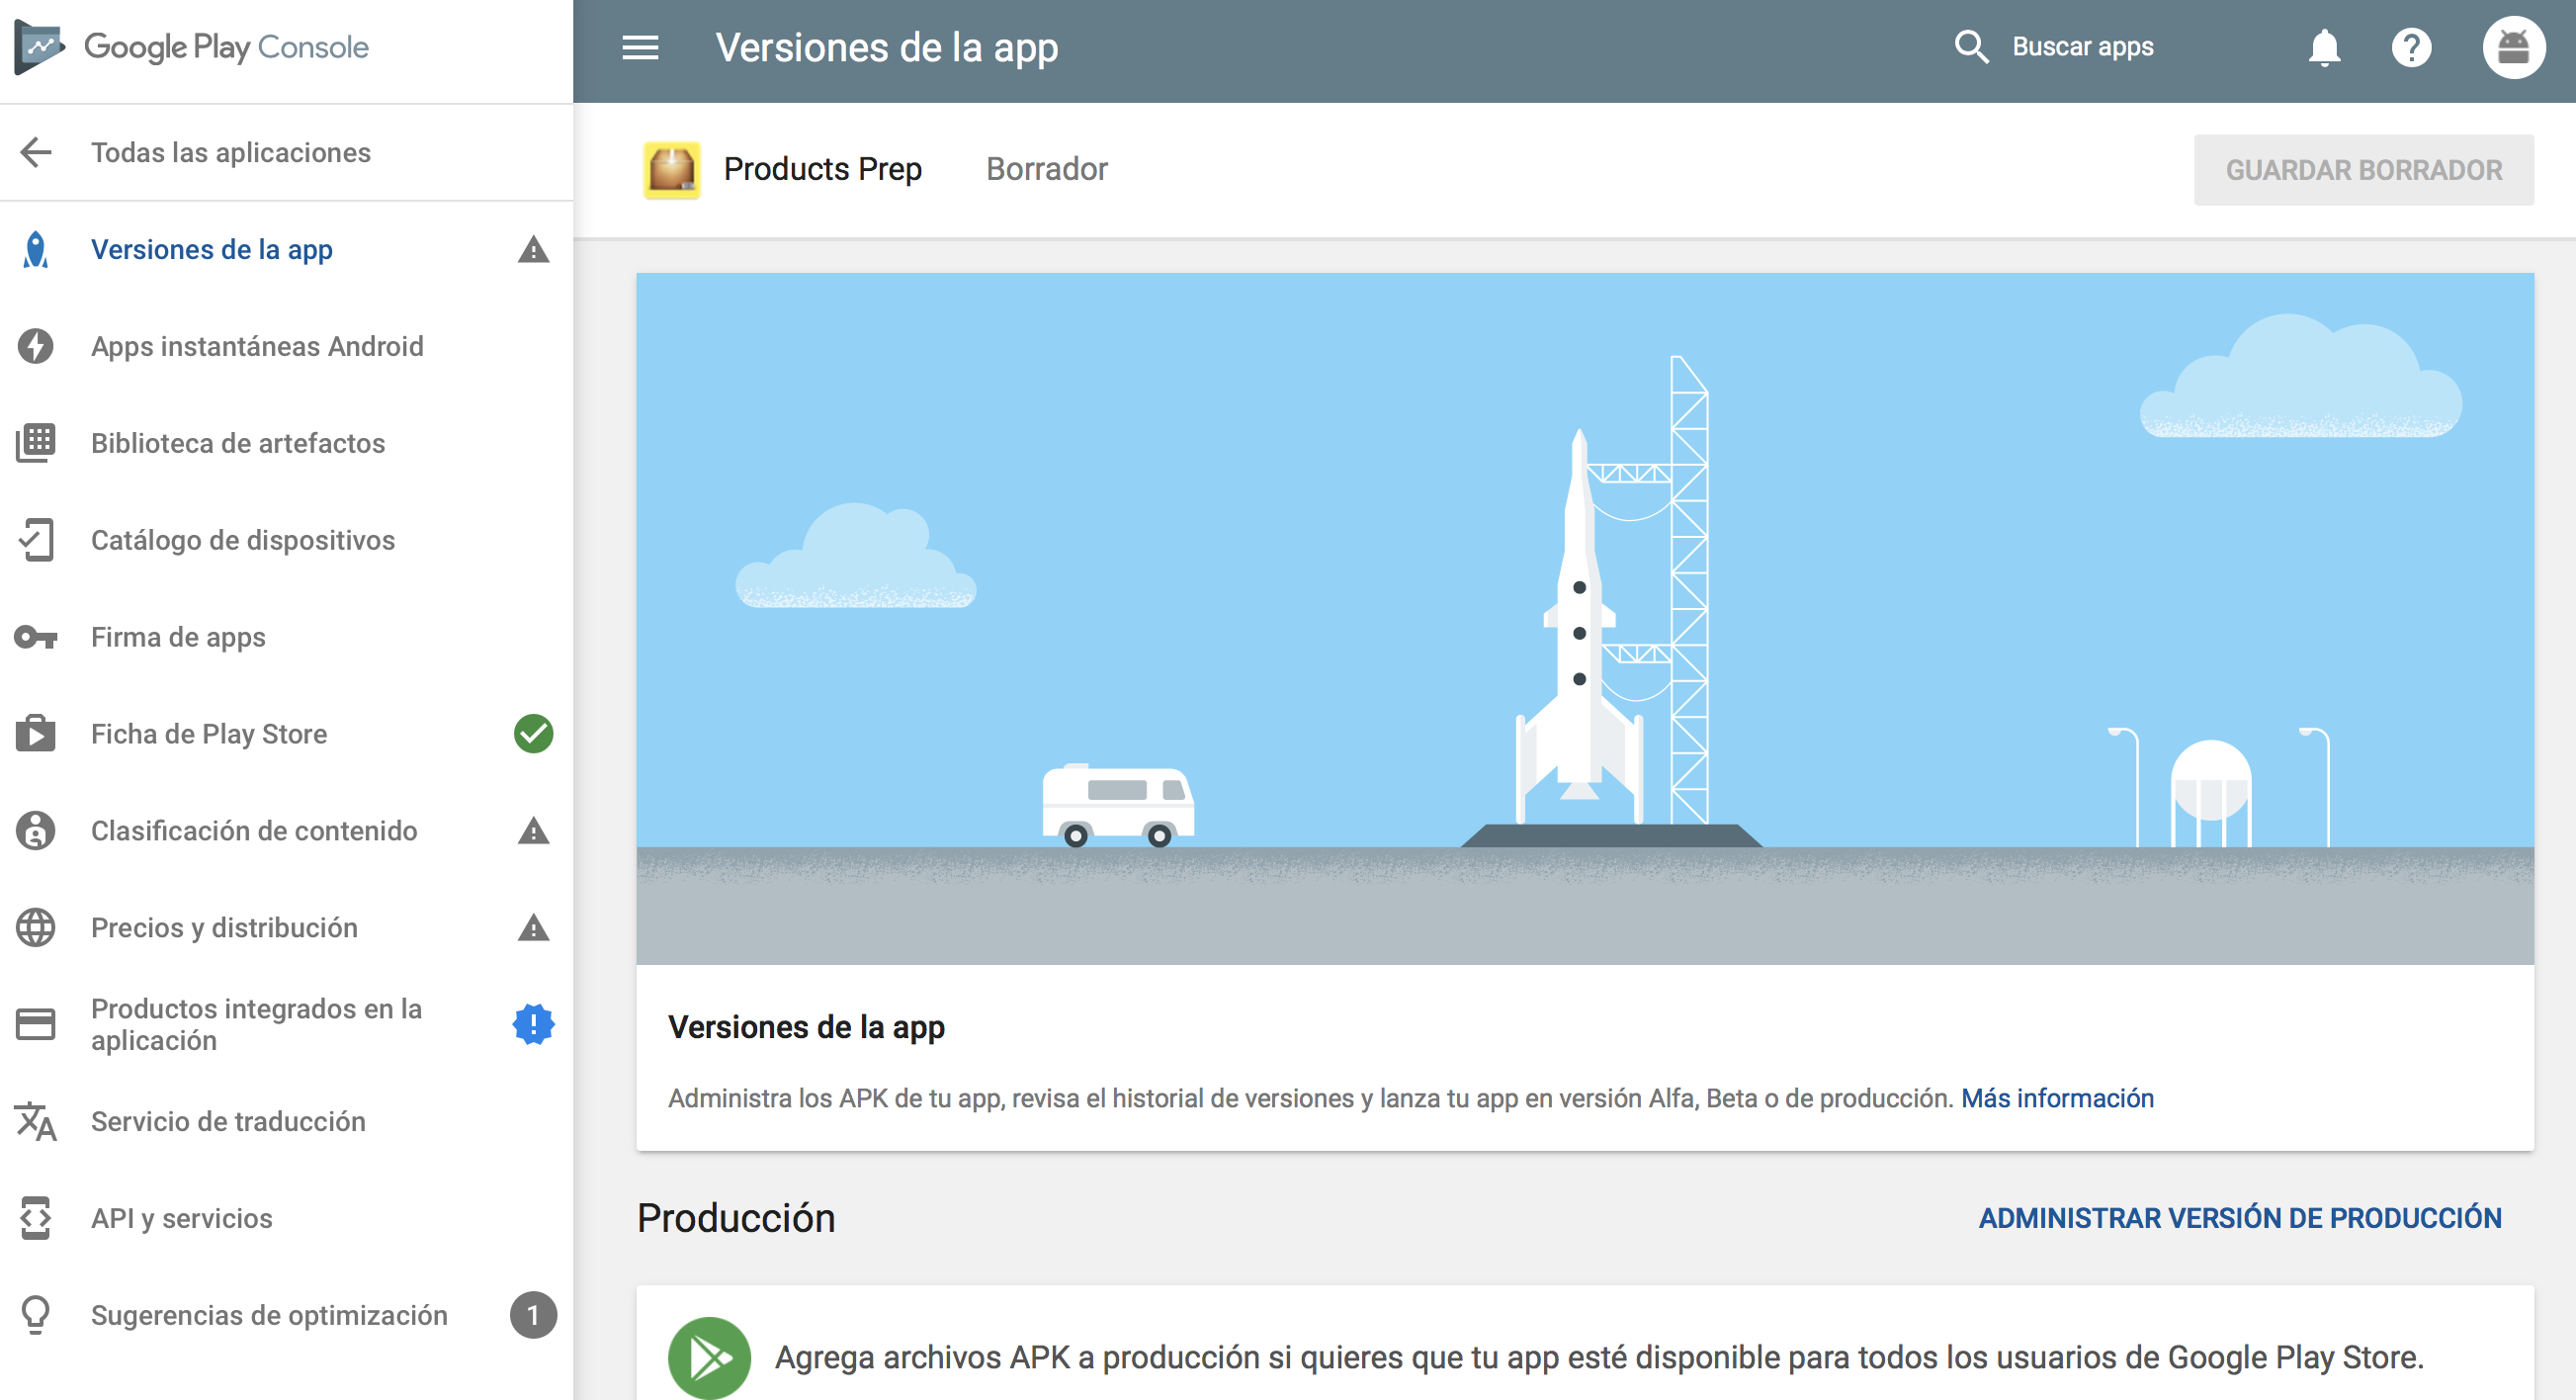 Google Play Console
Versiones de la app
Buscar apps
Todas las aplicaciones
Products Prep
Borrador
GUARDAR BORRADOR
Versiones de la app
Apps instantáneas Android
Biblioteca de artefactos
Catálogo de dispositivos
Firma de apps
Ficha de Play Store
Clasificación de contenido
Precios y distribución
Productos integrados en la
aplicación
Servicio de traducción
API y servicios
Sugerencias de optimización
1
Versiones de la app
Administra los APK de tu app, revisa el historial de versiones y lanza tu app en versión Alfa, Beta o de producción. Más información
Producción
ADMINISTRAR VERSIÓN DE PRODUCCIÓN
Agrega archivos APK a producción si quieres que tu app esté disponible para todos los usuarios de Google Play Store.